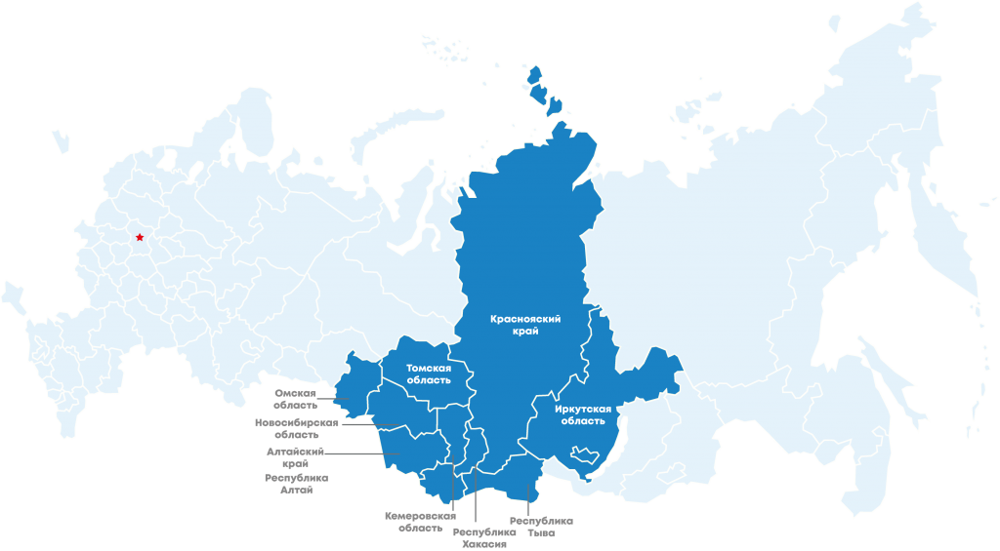 Краснояский
край
Томская
область
Иркутская
область
Омская
область
Новосибирская
область
Алтайский
край
Республика
Алтай
Кемеровская
область
Республика
Хакасия
Республика
Тыва